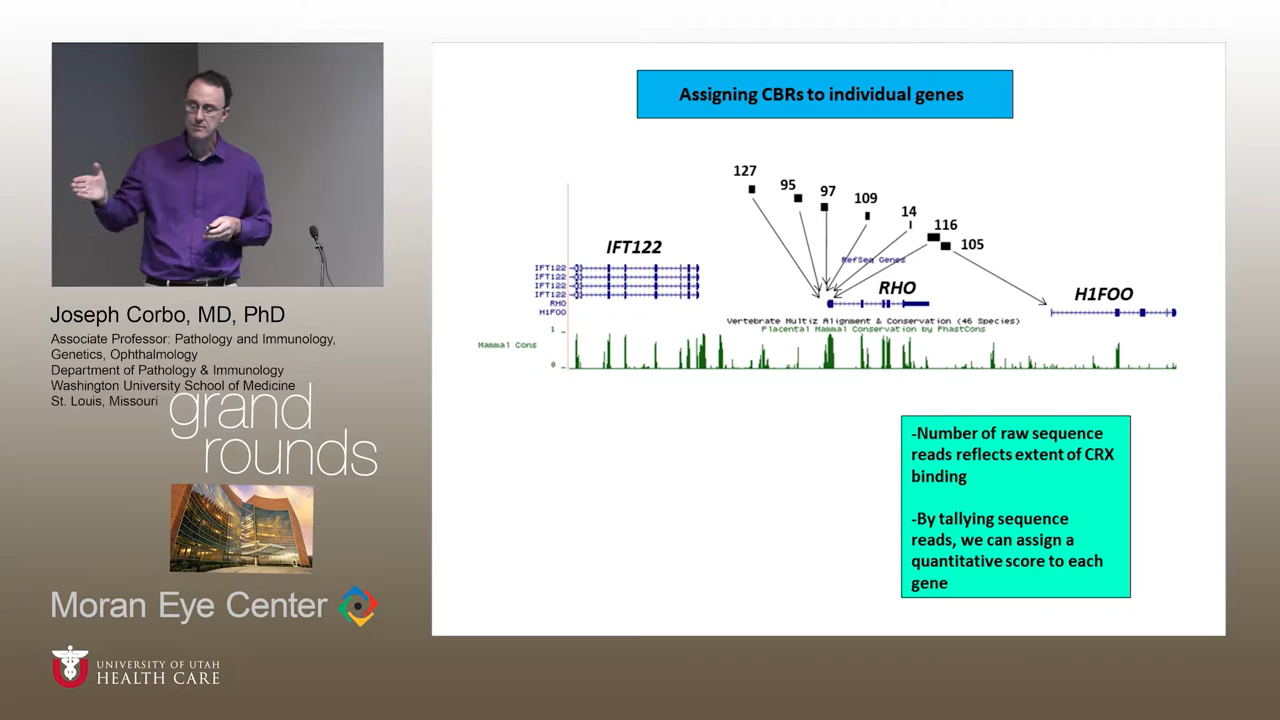 Assigning CBRs to individual genes
127
95
97
109
14
116
105
IFT122
RefSeq Genes
RHO
H1FOO
IFT122
IFT122
IFT122
IFT122
RHO
H1FOO
Vertebrate Multiz Alignment & Conservation (46 Species)
Placental Mammal Conservation by PhastCons
1 _
Mammal Cons
0 _
-Number of raw sequence
reads reflects extent of CRX
binding
-By tallying sequence
reads, we can assign a
quantitative score to each
gene
Joseph Corbo, MD, PhD
Associate Professor: Pathology and Immunology,
Genetics, Ophthalmology
Department of Pathology & Immunology
Washington University School of Medicine
St. Louis, Missouri
grand
rounds
Moran Eye Center
UNIVERSITY OF UTAH
HEALTH CARE